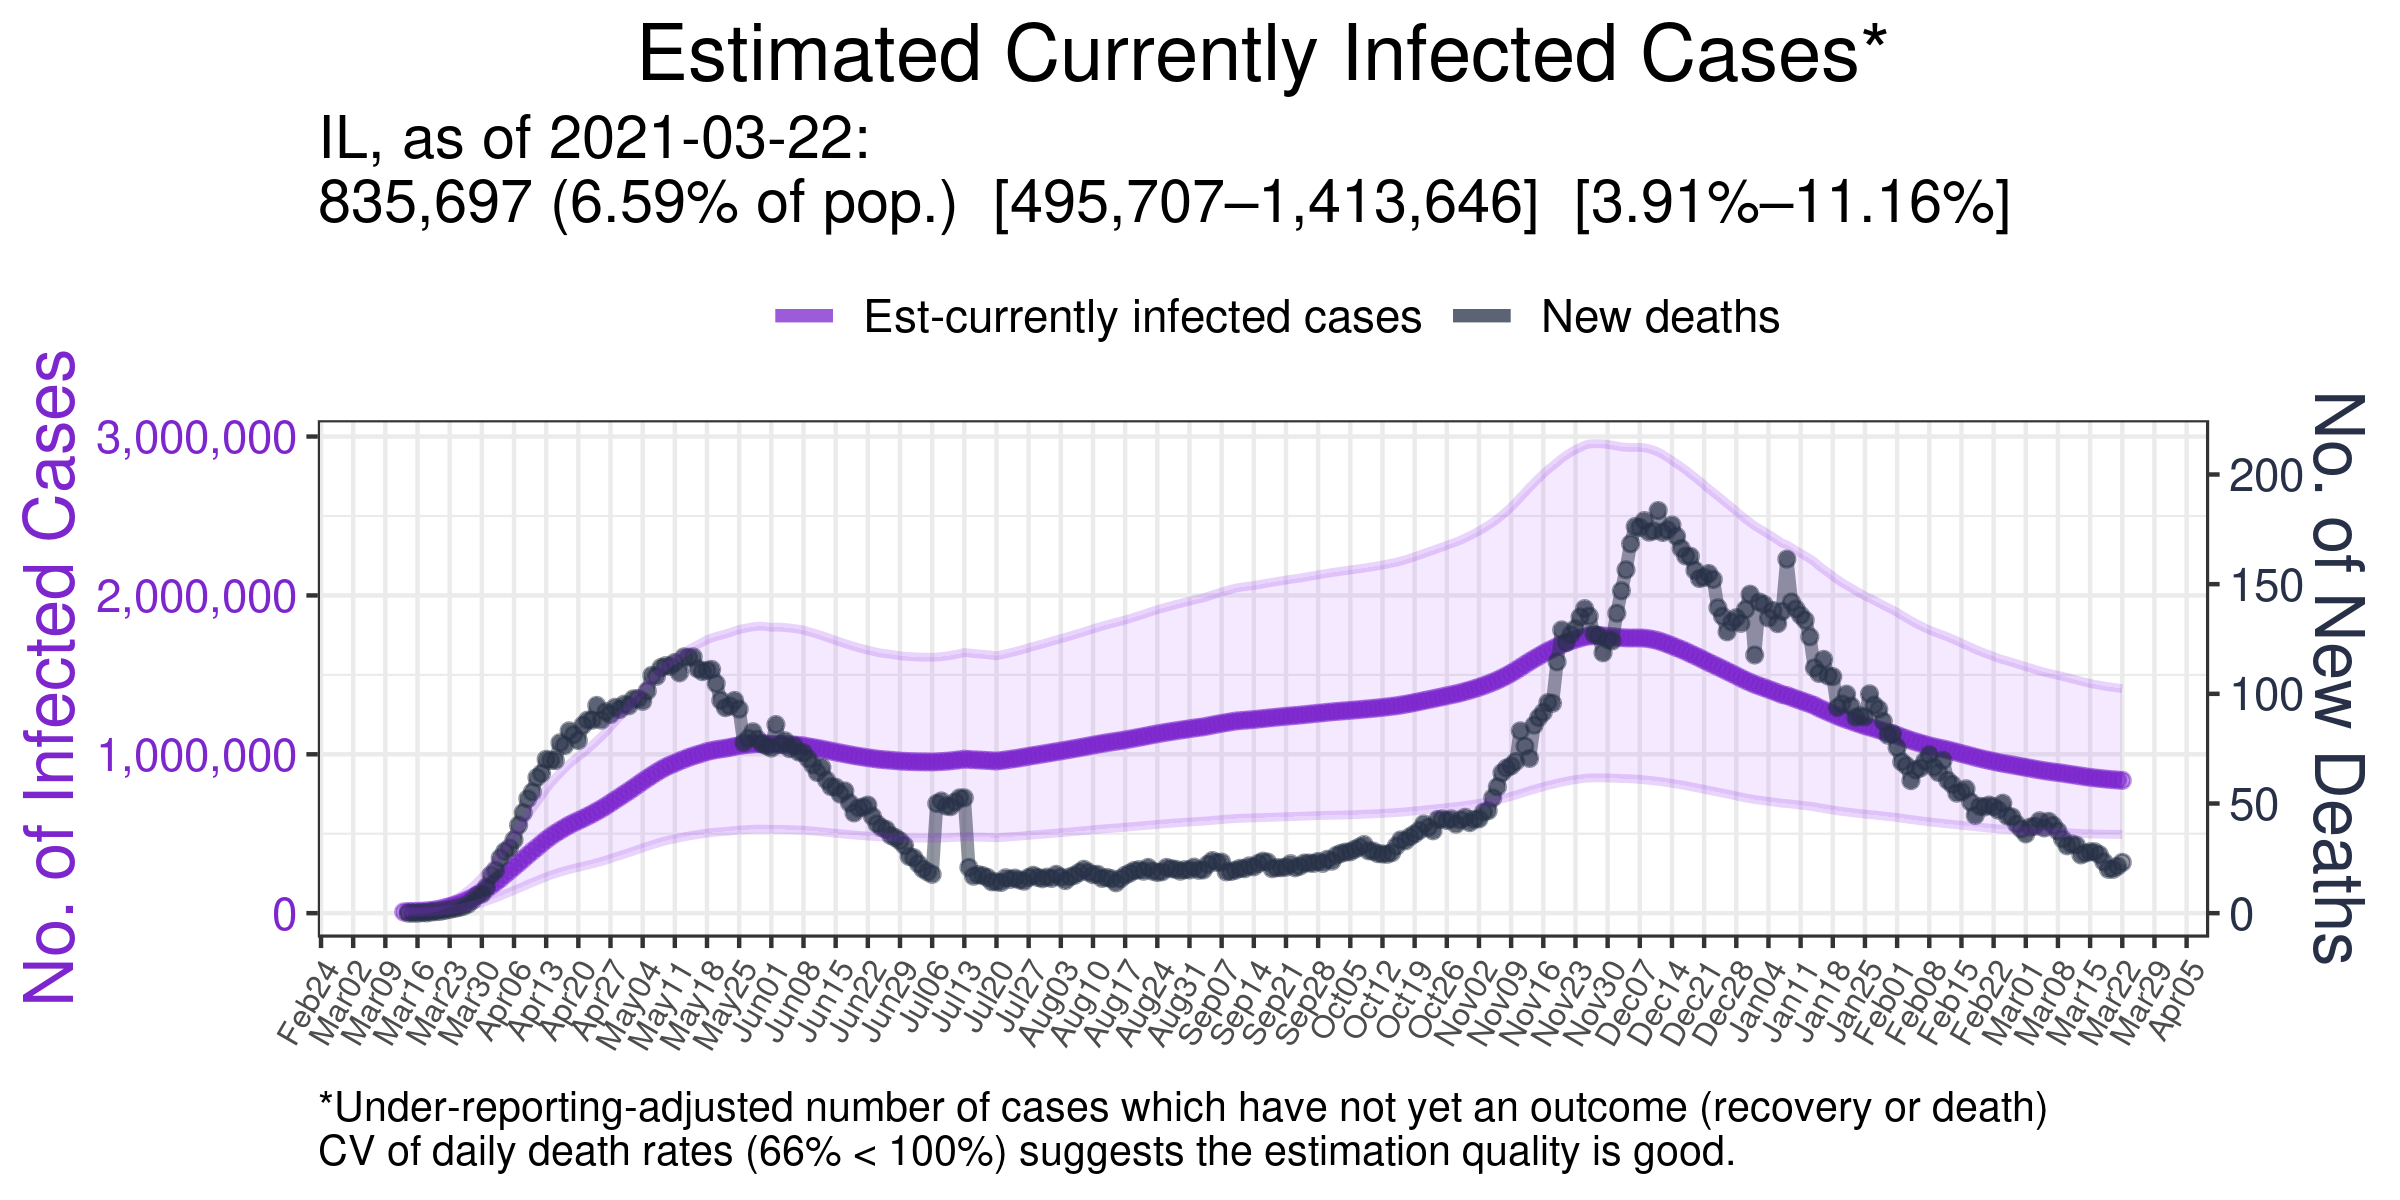 Estimated Currently Infected Cases*
IL, as of 2021-03-22:
835,697 (6.59% of pop.)  [495,707–1,413,646]  [3.91%–11.16%]
Est-currently infected cases
New deaths
No. of Infected Cases
3,000,000
2,000,000
1,000,000
0
No. of New Deaths
200
150
100
50
0
Feb24
Mar02
Mar09
Mar16
Mar23
Mar30
Apr06
Apr13
Apr20
Apr27
May04
May11
May18
May25
Jun01
Jun08
Jun15
Jun22
Jun29
Jul06
Jul13
Jul20
Jul27
Aug03
Aug10
Aug17
Aug24
Aug31
Sep07
Sep14
Sep21
Sep28
Oct05
Oct12
Oct19
Oct26
Nov02
Nov09
Nov16
Nov23
Nov30
Dec07
Dec14
Dec21
Dec28
Jan04
Jan11
Jan18
Jan25
Feb01
Feb08
Feb15
Feb22
Mar01
Mar08
Mar15
Mar22
Mar29
Apr05
*Under-reporting-adjusted number of cases which have not yet an outcome (recovery or death)
CV of daily death rates (66% < 100%) suggests the estimation quality is good.